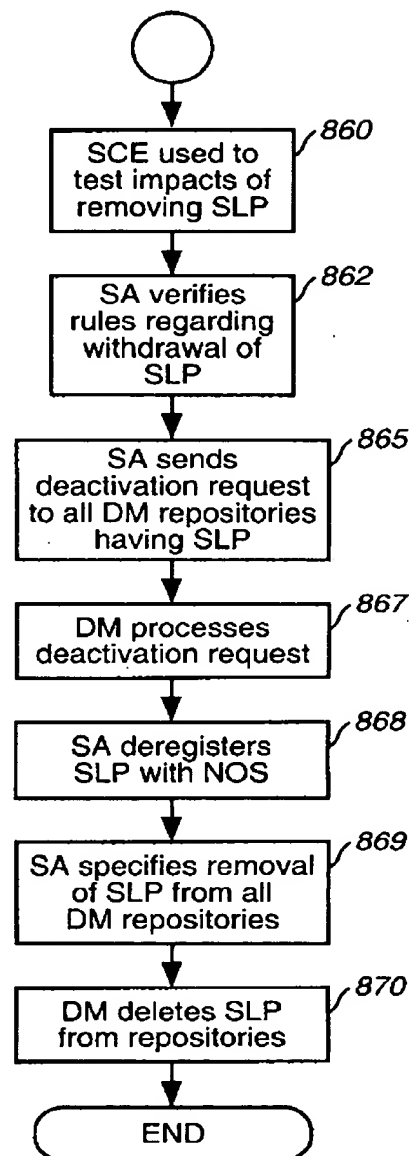 860
SCE used to
test impacts of
removing SLP
862
SA verifies
rules regarding
withdrawal of
SLP
865
SA sends
deactivation request
to all DM repositories
having SLP
867
DM processes
deactivation request
868
SA deregisters
SLP with NOS
869
SA specifies removal
of SLP from all
DM repositories
870
DM deletes SLP
from repositories
END